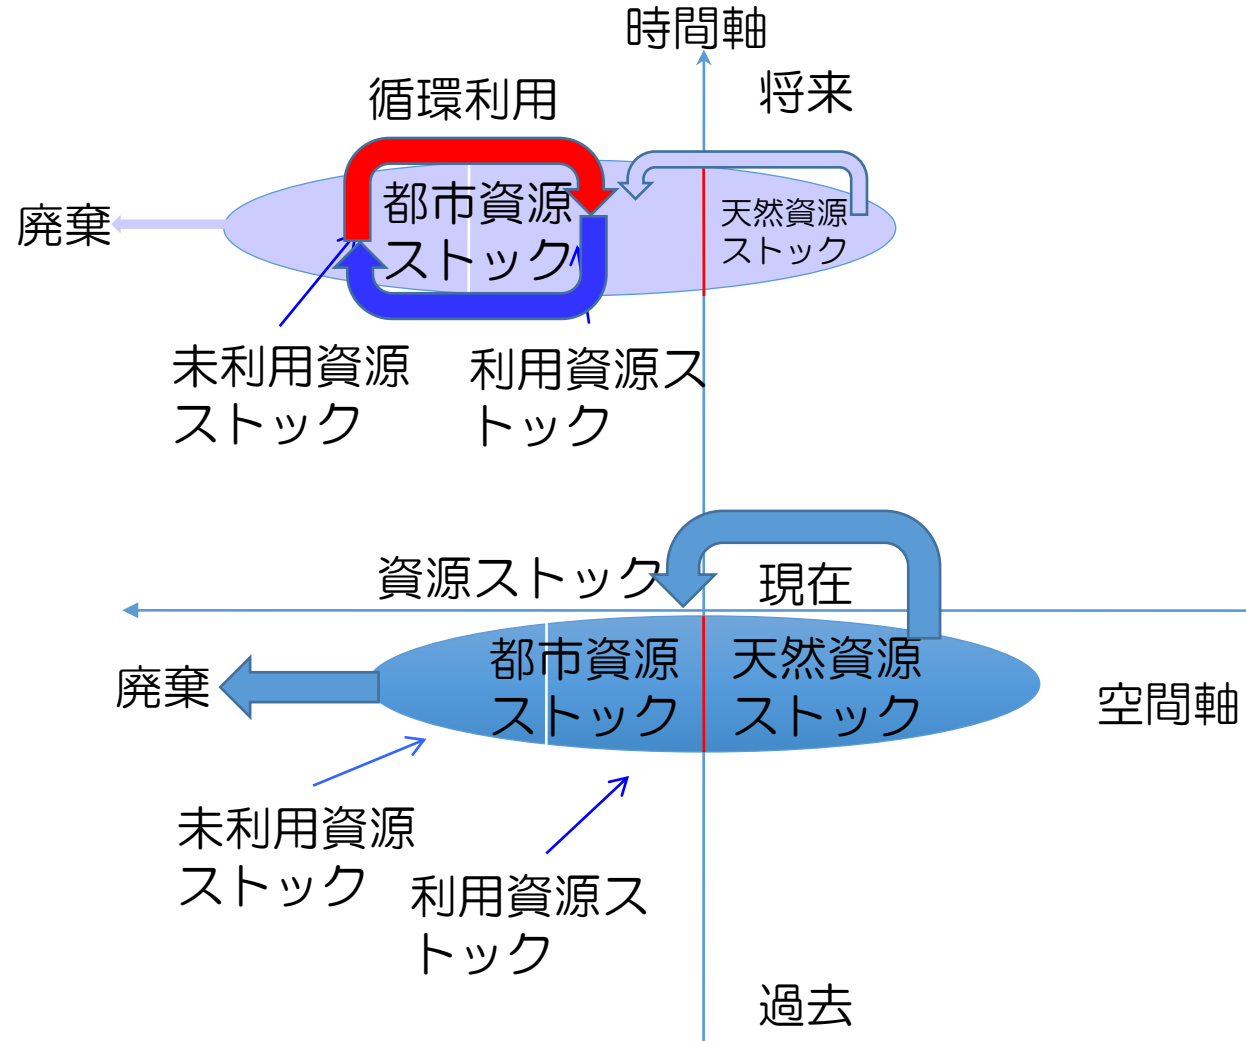 時間軸
将来
循環利用
都市資源
ストック
天然資源
ストック
廃棄
未利用資源
ストック
利用資源ス
トック
資源ストック
現在
都市資源
ストック
天然資源
ストック
廃棄
空間軸
未利用資源
ストック
利用資源ス
トック
過去